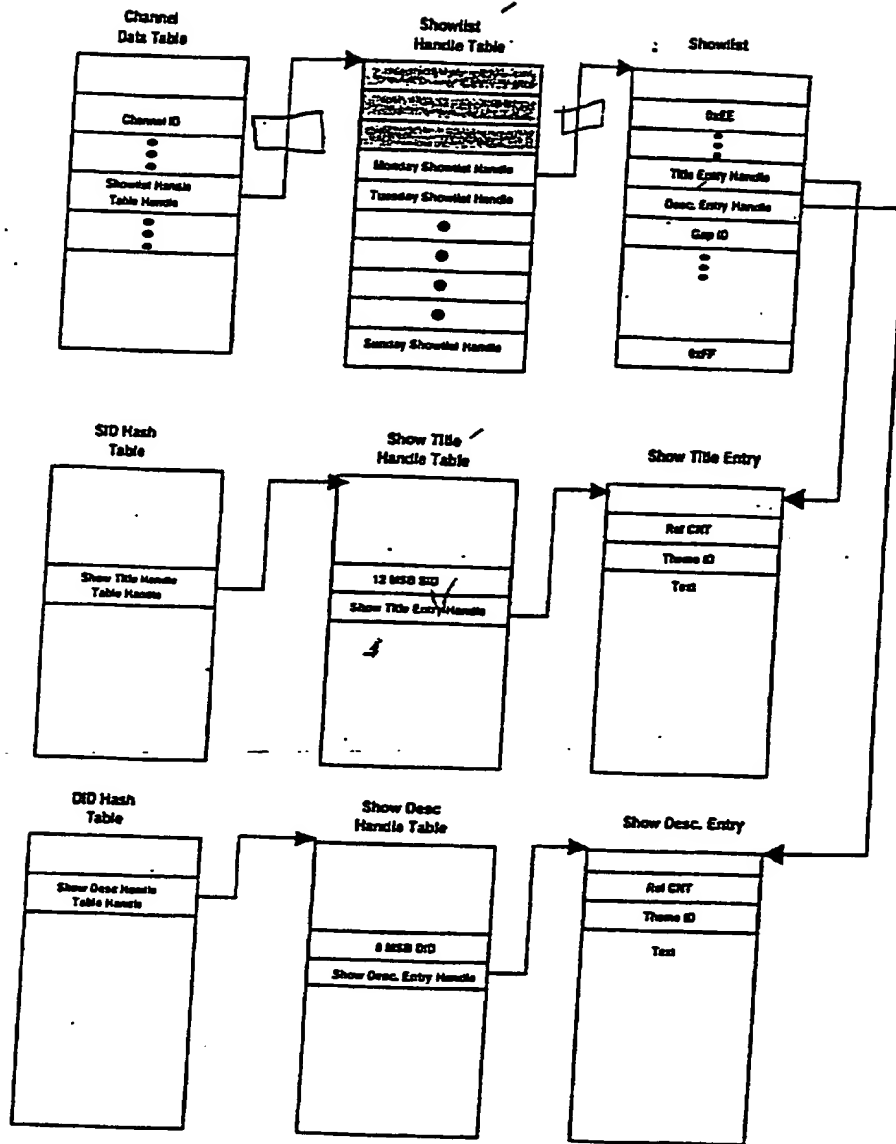 Channel
Data Table
Channel ID
Showlist Handle
Table Handle
Showlist
Handle Table
Monday Showlist Handle
Tuesday Showlist Handle
Sunday Showlist Handle
Showlist
0xEE
Title Entry Handle
Desc. Entry Handle
Gap ID
0xFF
SID Hash
Table
Show Title Handle
Table Handle
Show Title
Handle Table
12 MSB SID
Show Title Entry Handle
Show Title Entry
Ref CNT
Theme ID
Text
DID Hash
Table
Show Desc Handle
Table Handle
Show Desc
Handle Table
8 MSB DID
Show Desc. Entry Handle
Show Desc. Entry
Ref CNT
Theme ID
Text